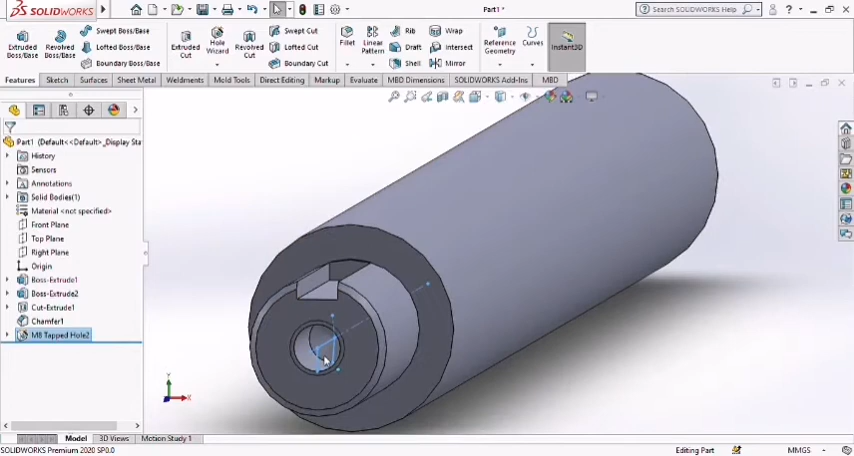 SOLIDWORKS
Part1 *
Search SOLIDWORKS Help
Extruded Boss/Base
Revolved Boss/Base
Swept Boss/Base
Lofted Boss/Base
Boundary Boss/Base
Extruded Cut
Hole Wizard
Revolved Cut
Swept Cut
Lofted Cut
Boundary Cut
Fillet
Linear Pattern
Rib
Draft
Shell
Wrap
Intersect
Mirror
Reference Geometry
Curves
Instant3D
Features
Sketch
Surfaces
Sheet Metal
Weldments
Mold Tools
Direct Editing
Markup
Evaluate
MBD Dimensions
SOLIDWORKS Add-Ins
MBD
Part1 (Default<<Default>_Display Sta
History
Sensors
Annotations
Solid Bodies(1)
Material <not specified>
Front Plane
Top Plane
Right Plane
Origin
Boss-Extrude1
Boss-Extrude2
Cut-Extrude1
Chamfer1
M8 Tapped Hole2
Y
X
Model
3D Views
Motion Study 1
SOLIDWORKS Premium 2020 SP0.0
Editing Part
MMGS